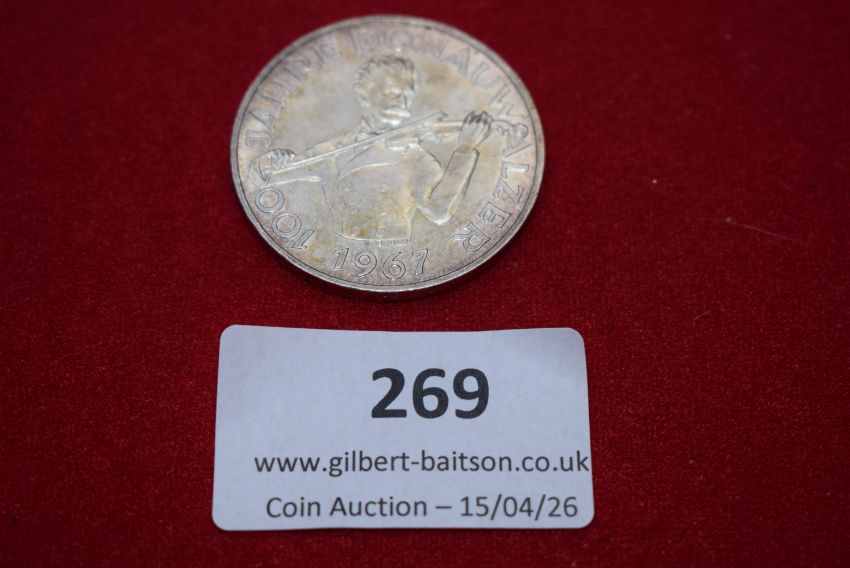 100 JAHRE DONAUWALZER
1967
269
www.gilbert-baitson.co.uk
Coin Auction – 15/04/26